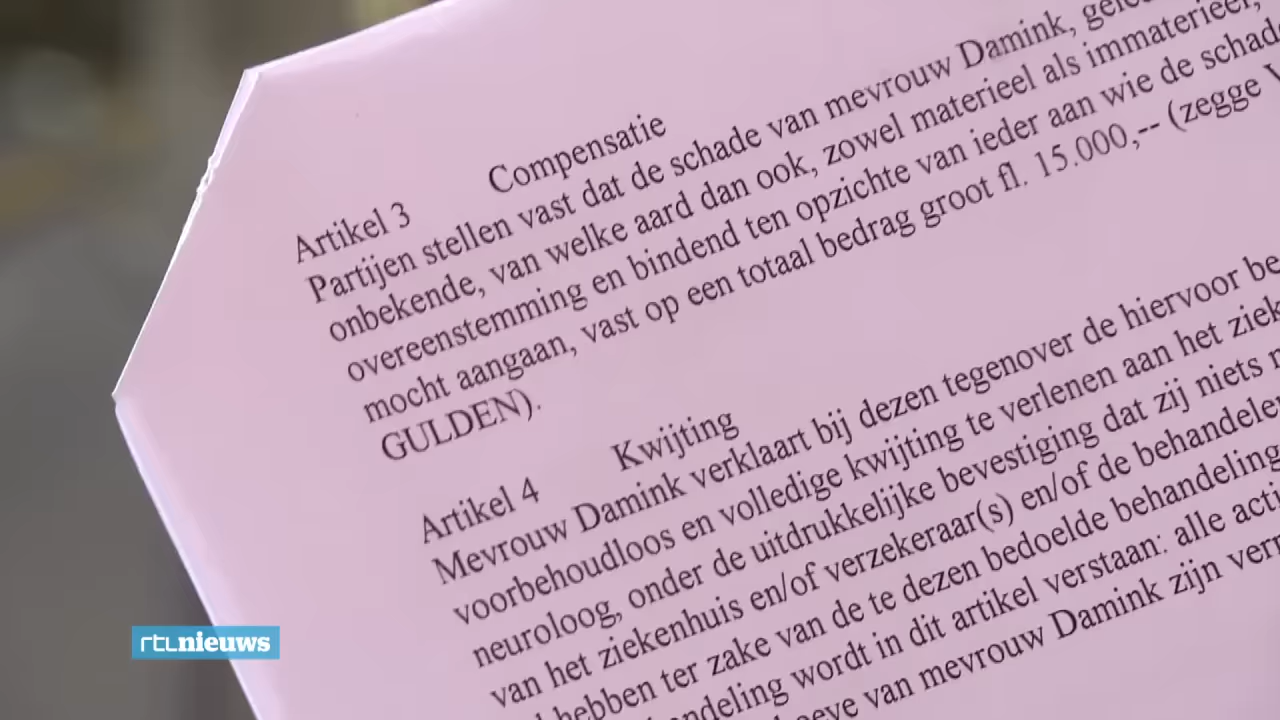 Artikel 3 Compensatie
Partijen stellen vast dat de schade van mevrouw Damink,
onbekende, van welke aard dan ook, zowel materieel als immaterieel,
overeenstemming en bindend ten opzichte van ieder aan wie de schade
mocht aangaan, vast op een totaal bedrag groot fl. 15.000,-- (zegge
GULDEN).
Artikel 4 Kwijting
Mevrouw Damink verklaart bij dezen tegenover de hiervoor be
voorbehoudloos en volledige kwijting te verlenen aan het ziek
neuroloog, onder de uitdrukkelijke bevestiging dat zij niets
van het ziekenhuis en/of verzekeraar(s) en/of de behandele
hebben ter zake van de te dezen bedoelde behandeling
ndeling wordt in dit artikel verstaan: alle acti
van mevrouw Damink zijn
rtl nieuws